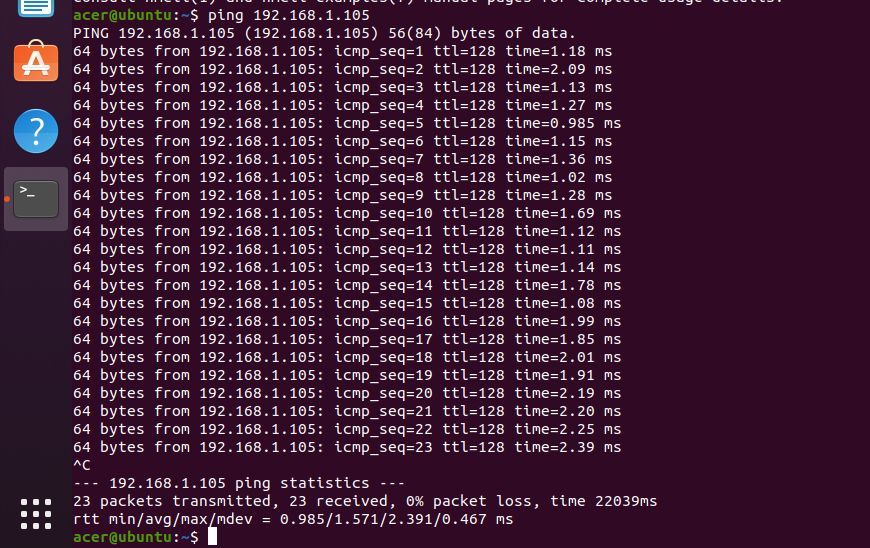 acer@ubuntu:~$ ping 192.168.1.105
PING 192.168.1.105 (192.168.1.105) 56(84) bytes of data.
64 bytes from 192.168.1.105: icmp_seq=1 ttl=128 time=1.18 ms
64 bytes from 192.168.1.105: icmp_seq=2 ttl=128 time=2.09 ms
64 bytes from 192.168.1.105: icmp_seq=3 ttl=128 time=1.13 ms
64 bytes from 192.168.1.105: icmp_seq=4 ttl=128 time=1.27 ms
64 bytes from 192.168.1.105: icmp_seq=5 ttl=128 time=0.985 ms
64 bytes from 192.168.1.105: icmp_seq=6 ttl=128 time=1.15 ms
64 bytes from 192.168.1.105: icmp_seq=7 ttl=128 time=1.36 ms
64 bytes from 192.168.1.105: icmp_seq=8 ttl=128 time=1.02 ms
64 bytes from 192.168.1.105: icmp_seq=9 ttl=128 time=1.28 ms
64 bytes from 192.168.1.105: icmp_seq=10 ttl=128 time=1.69 ms
64 bytes from 192.168.1.105: icmp_seq=11 ttl=128 time=1.12 ms
64 bytes from 192.168.1.105: icmp_seq=12 ttl=128 time=1.11 ms
64 bytes from 192.168.1.105: icmp_seq=13 ttl=128 time=1.14 ms
64 bytes from 192.168.1.105: icmp_seq=14 ttl=128 time=1.78 ms
64 bytes from 192.168.1.105: icmp_seq=15 ttl=128 time=1.08 ms
64 bytes from 192.168.1.105: icmp_seq=16 ttl=128 time=1.99 ms
64 bytes from 192.168.1.105: icmp_seq=17 ttl=128 time=1.85 ms
64 bytes from 192.168.1.105: icmp_seq=18 ttl=128 time=2.01 ms
64 bytes from 192.168.1.105: icmp_seq=19 ttl=128 time=1.91 ms
64 bytes from 192.168.1.105: icmp_seq=20 ttl=128 time=2.19 ms
64 bytes from 192.168.1.105: icmp_seq=21 ttl=128 time=2.20 ms
64 bytes from 192.168.1.105: icmp_seq=22 ttl=128 time=2.25 ms
64 bytes from 192.168.1.105: icmp_seq=23 ttl=128 time=2.39 ms
^C
--- 192.168.1.105 ping statistics ---
23 packets transmitted, 23 received, 0% packet loss, time 22039ms
rtt min/avg/max/mdev = 0.985/1.571/2.391/0.467 ms
acer@ubuntu:~$